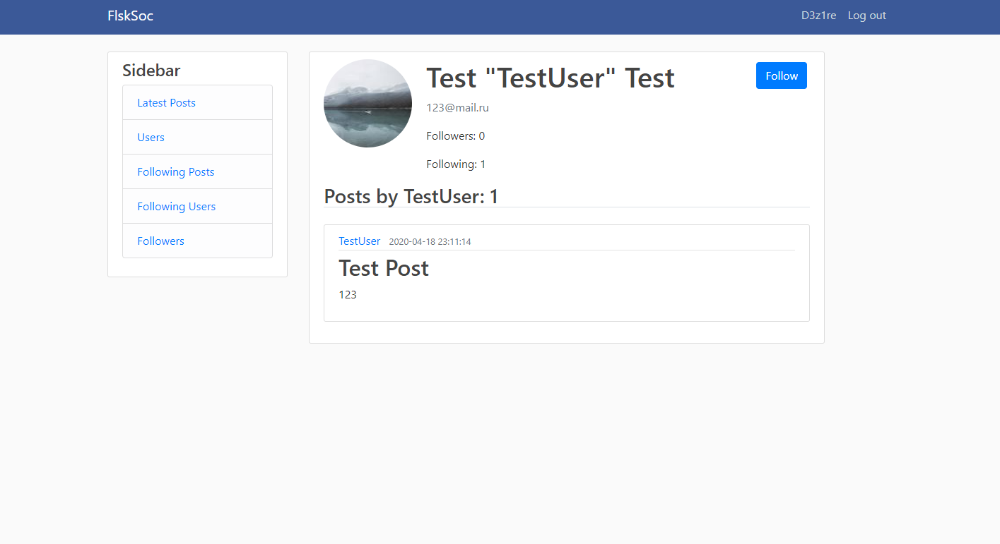 FlskSoc
D3z1re Log out
Sidebar
Latest Posts
Users
Following Posts
Following Users
Followers
Test "TestUser" Test
Follow
123@mail.ru
Followers: 0
Following: 1
Posts by TestUser: 1
TestUser 2020-04-18 23:11:14
Test Post
123